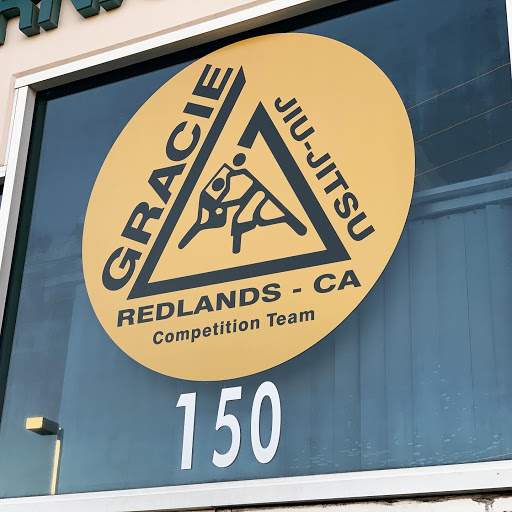 GRACIE
JIU-JITSU
REDLANDS - CA
Competition Team
150